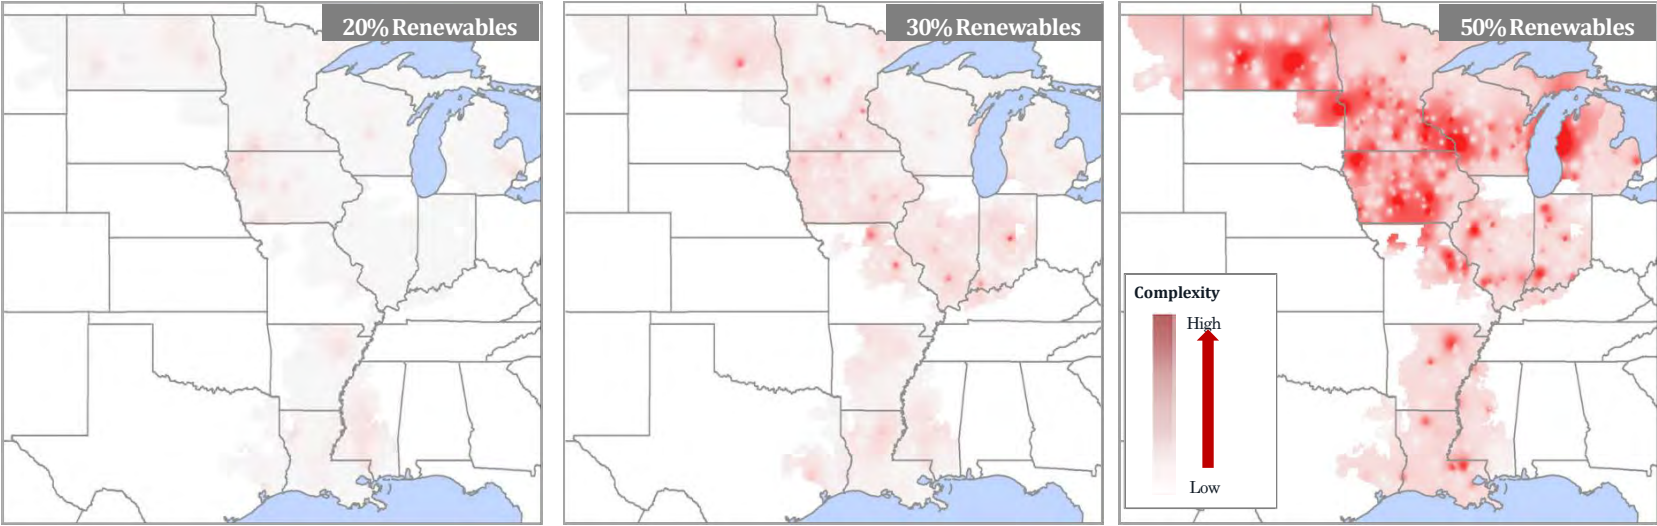 20% Renewables
30% Renewables
50% Renewables
Complexity
High
Low